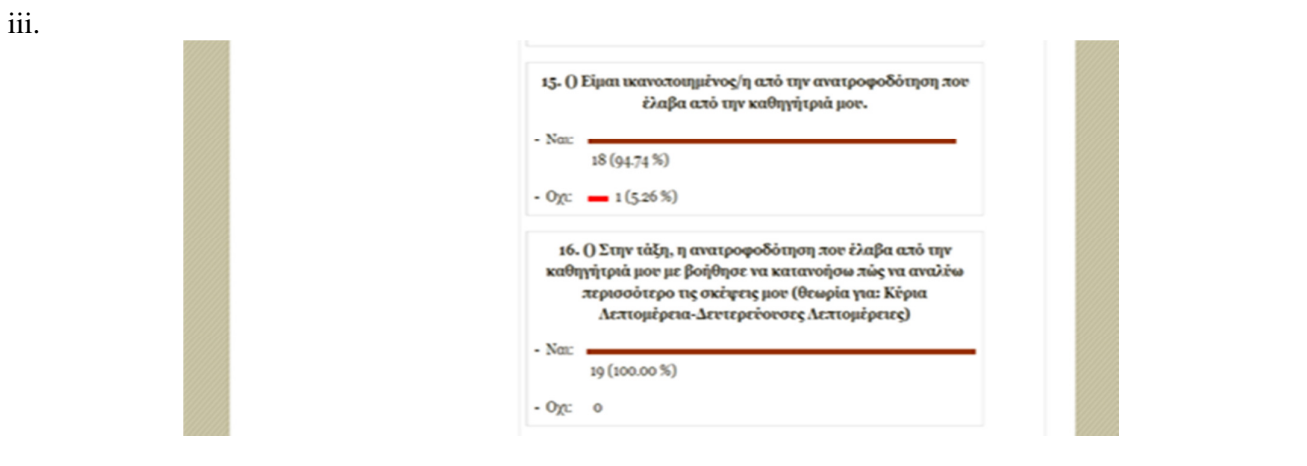 iii.
15. () Είμαι ικανοποιημένος/η από την ανατροφοδότηση που
έλαβα από την καθηγήτριά μου.
- Ναι:
18 (94.74 %)
- Οχι: 1 (5.26 %)
16. () Στην τάξη, η ανατροφοδότηση που έλαβα από την
καθηγήτριά μου με βοήθησε να κατανοήσω πώς να αναλύω
περισσότερο τις σκέψεις μου (θεωρία για: Κύρια
Λεπτομέρεια-Δευτερεύουσες Λεπτομέρειες)
- Ναι:
19 (100.00 %)
- Οχι: 0